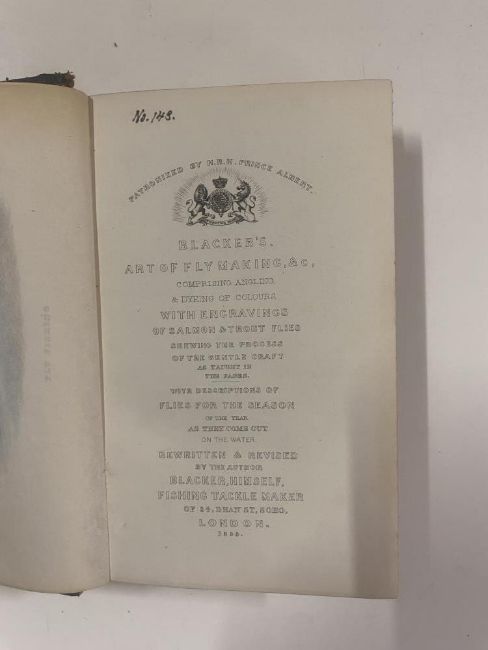 No. 148.
PATRONIZED BY H.R.H. PRINCE ALBERT.
BLACKER'S,
ART OF FLY MAKING, &c,
COMPRISING ANGLING,
& DYEING OF COLOURS,
WITH ENGRAVINGS
OF SALMON & TROUT FLIES
SHEWING THE PROCESS
OF THE GENTLE CRAFT
AS TAUGHT IN
THE PAGES.
WITH DESCRIPTIONS OF
FLIES FOR THE SEASON
OF THE YEAR
AS THEY COME OUT
ON THE WATER.
REWRITTEN & REVISED
BY THE AUTHOR
BLACKER, HIMSELF,
FISHING TACKLE MAKER
OF 54, DEAN ST, SOHO,
LONDON.